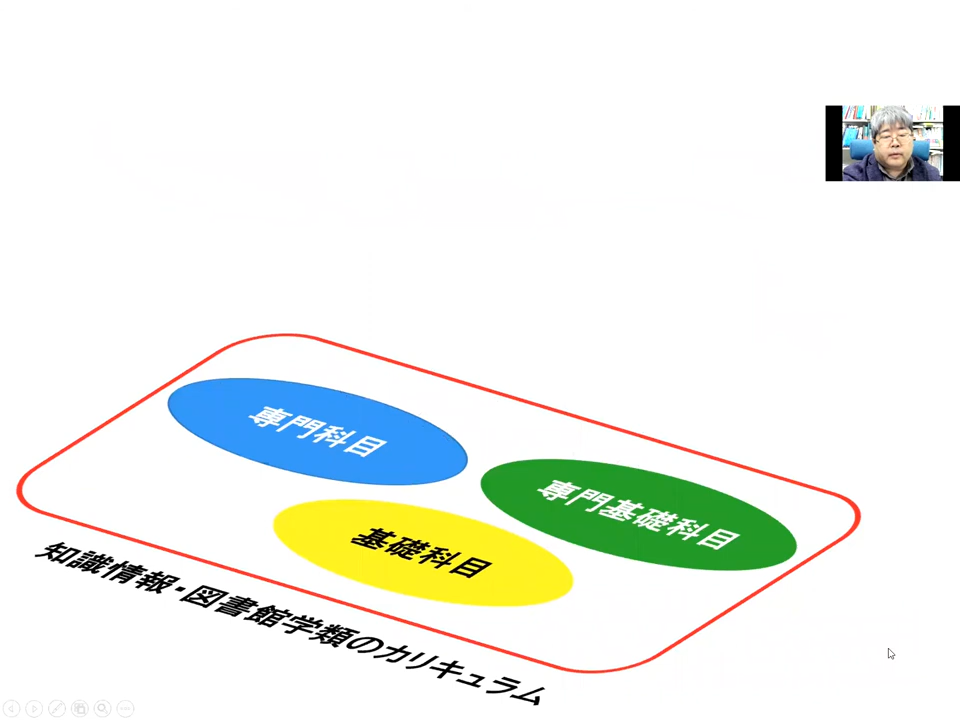 専門科目
専門基礎科目
基礎科目
知識情報・図書館学類のカリキュラム